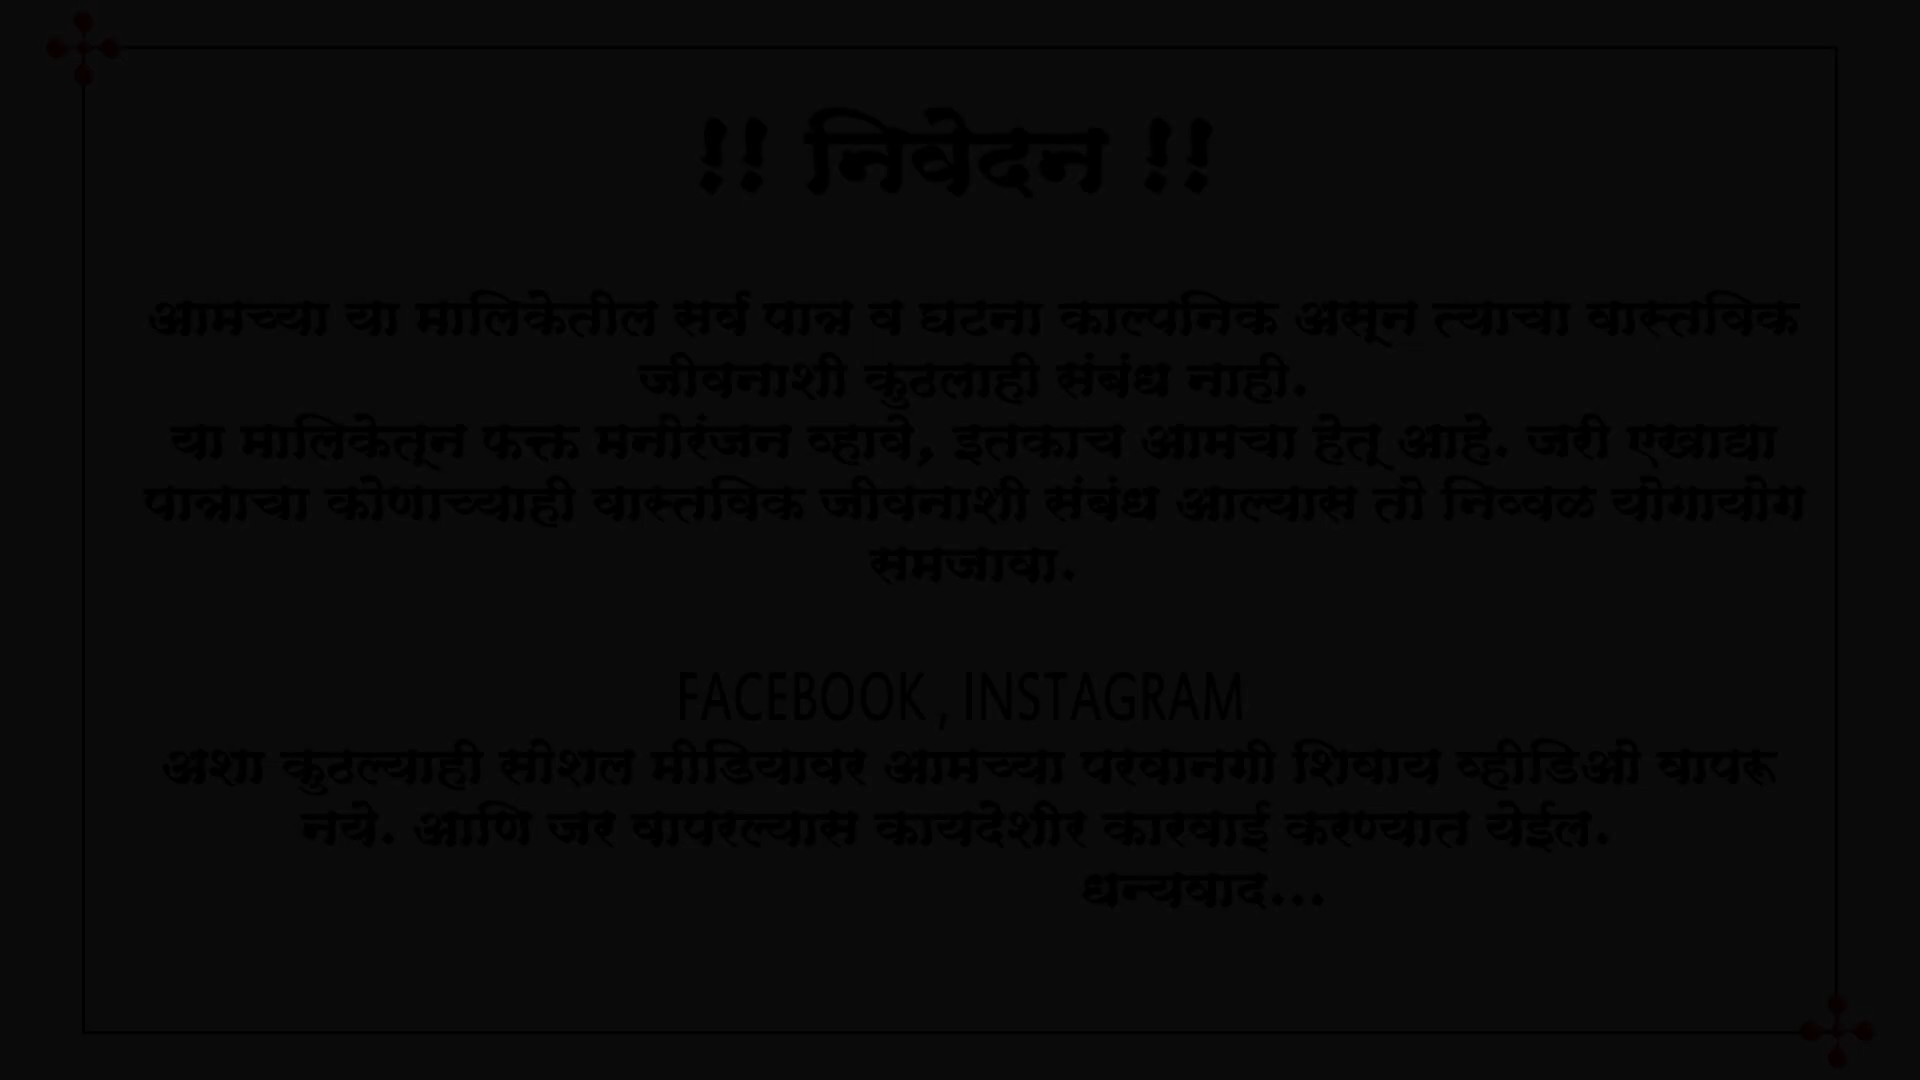 !! निवेदन !!
आमच्या या मालिकेतील सर्व पात्र व घटना काल्पनिक असून त्याचा वास्तविक
जीवनाशी कुठलाही संबंध नाही.
या मालिकेतून फक्त मनोरंजन व्हावे, इतकाच आमचा हेतू आहे. जरी एखाद्या
पात्राचा कोणाच्याही वास्तविक जीवनाशी संबंध आल्यास तो निव्वळ योगायोग
समजावा.
FACEBOOK , INSTAGRAM
अशा कुठल्याही सोशल मीडियावर आमच्या परवानगी शिवाय व्हीडिओ वापरू
नये. आणि जर वापरल्यास कायदेशीर कारवाई करण्यात येईल.
धन्यवाद...